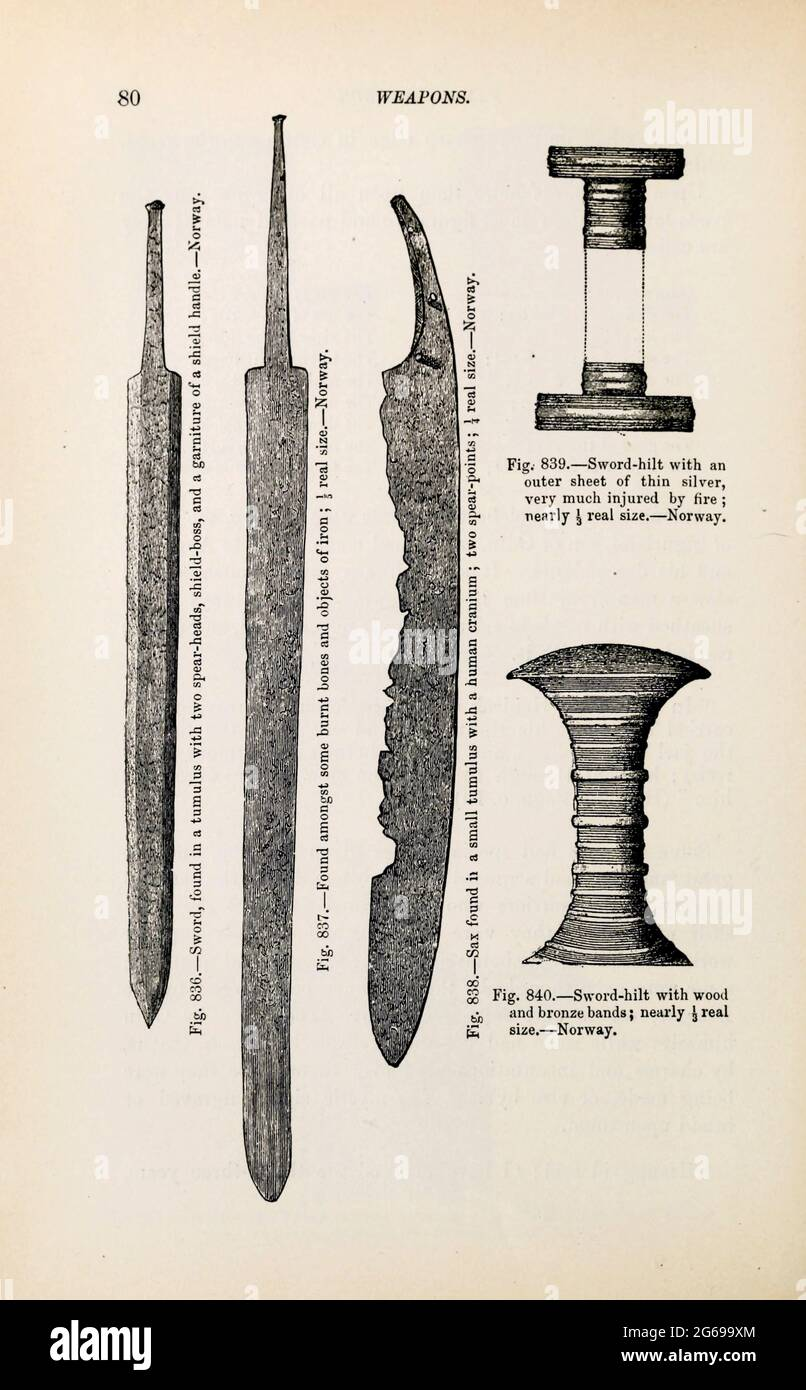 80
WEAPONS.
Fig. 836.—Sword, found in a tumulus with two spear-heads, shield-boss, and a garniture of a shield handle.—Norway.
Fig. 837.—Found amongst some burnt bones and objects of iron; ⅕ real size.—Norway.
Fig. 838.—Sax found in a small tumulus with a human cranium; two spear-points; ¼ real size.—Norway.
Fig. 839.—Sword-hilt with an
outer sheet of thin silver,
very much injured by fire;
nearly ⅓ real size.—Norway.
Fig. 840.—Sword-hilt with wood
and bronze bands; nearly ⅓ real
size.—Norway.
alamy
alamy
alamy
alamy
a
a
a
a
alamy
Image ID: 2G699XM
www.alamy.com